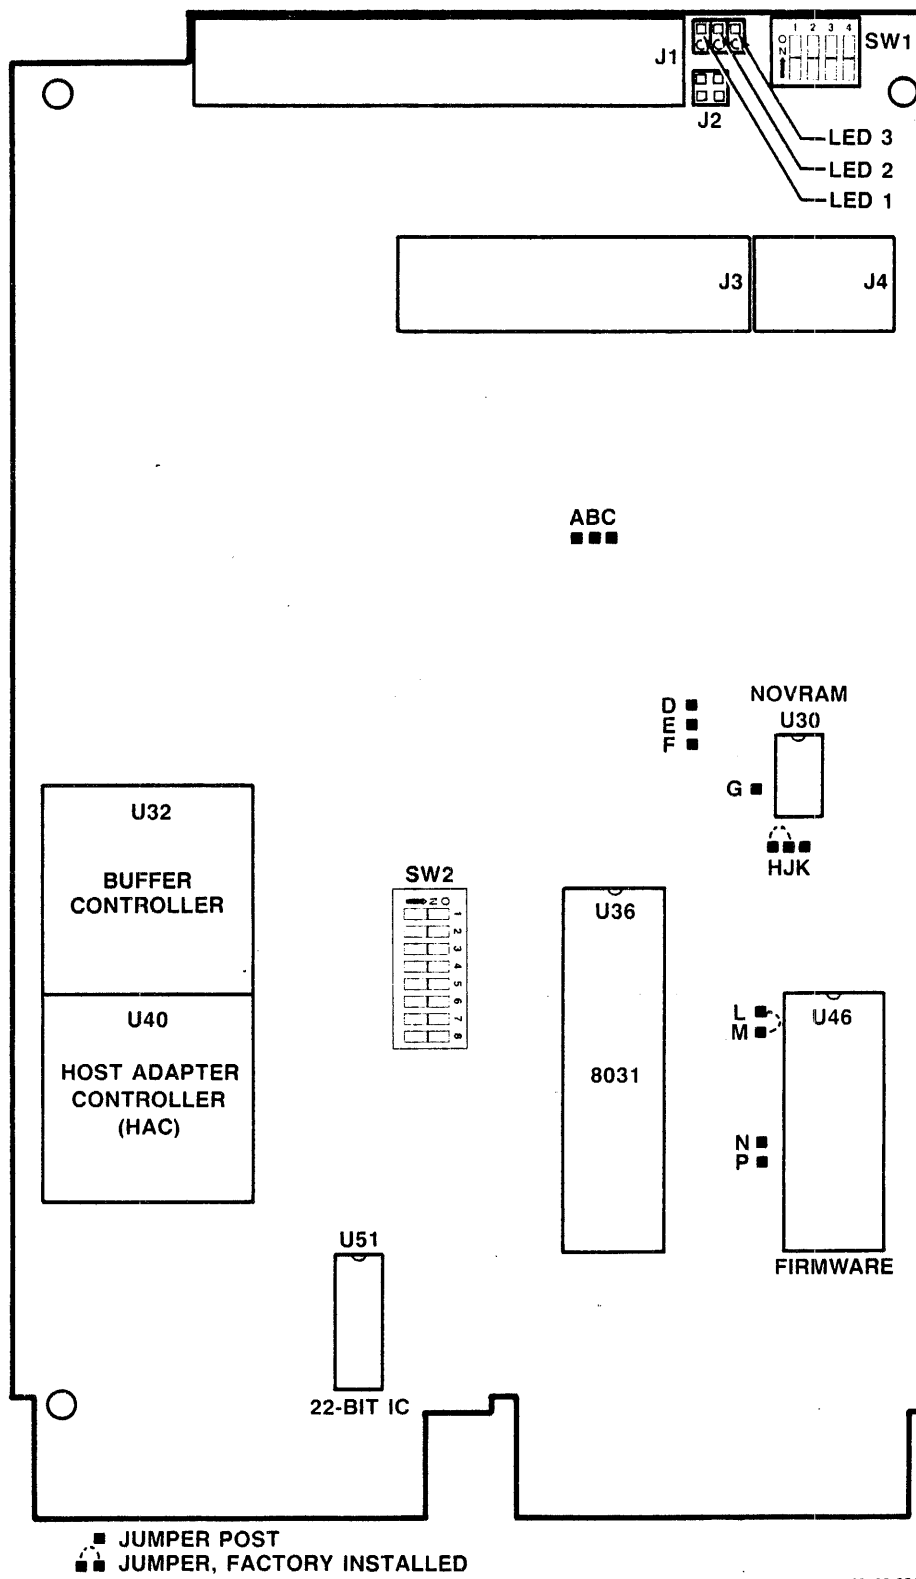 1 2 3 4
ON
SW1
J1
J2
LED 3
LED 2
LED 1
J3
J4
ABC
D
E
F
NOVRAM
U30
G
HJK
U32
BUFFER
CONTROLLER
SW2
ON
1
2
3
4
5
6
7
8
U36
8031
U40
HOST ADAPTER
CONTROLLER
(HAC)
L
M
U46
N
P
FIRMWARE
U51
22-BIT IC
JUMPER POST
JUMPER, FACTORY INSTALLED